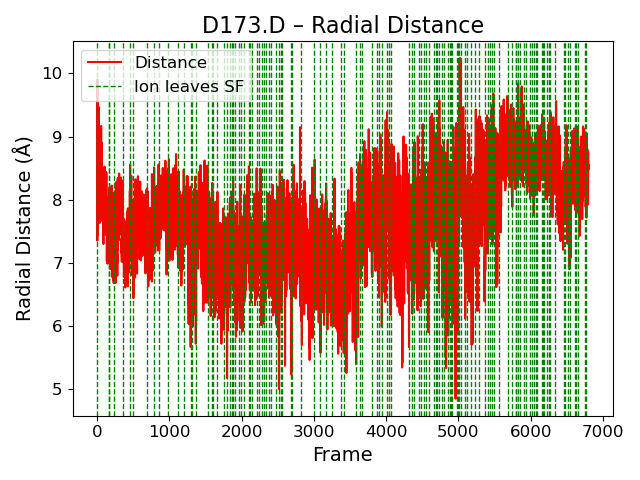 D173.D – Radial Distance
Distance
Ion leaves SF
Radial Distance (Å)
10
9
8
7
6
5
0 1000 2000 3000 4000 5000 6000 7000
Frame